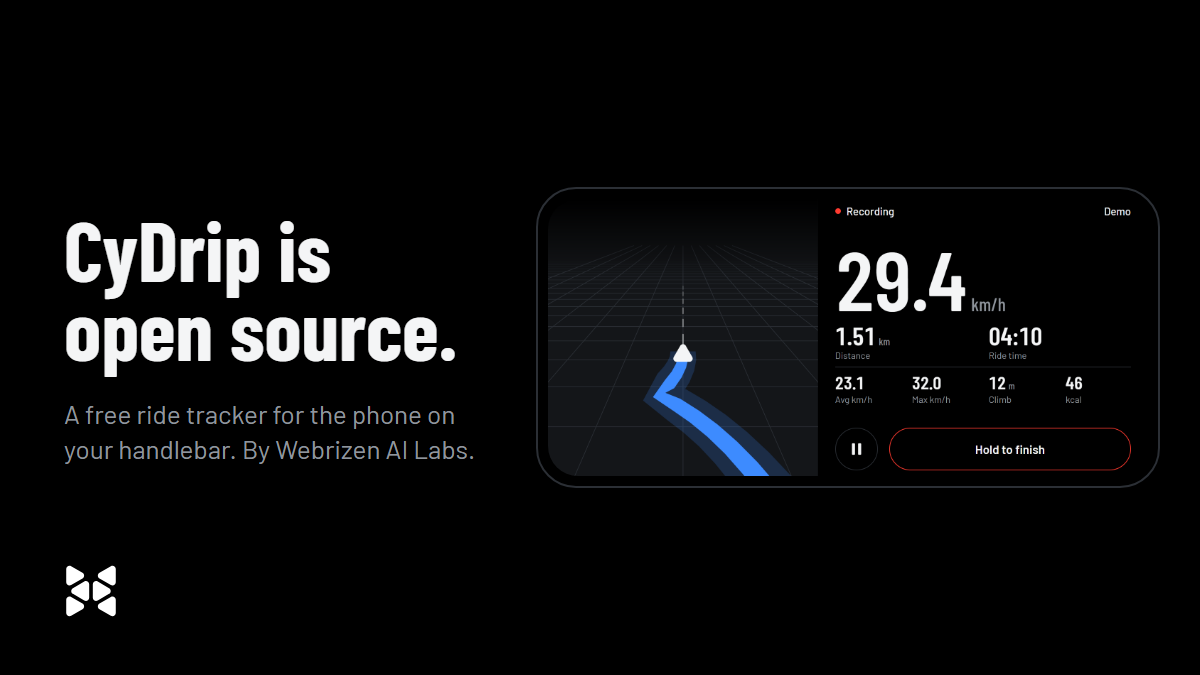 CyDrip is
open source.
A free ride tracker for the phone on
your handlebar. By Webrizen AI Labs.
Recording
Demo
29.4 km/h
1.51 km
Distance
04:10
Ride time
23.1
Avg km/h
32.0
Max km/h
12 m
Climb
46
kcal
Hold to finish